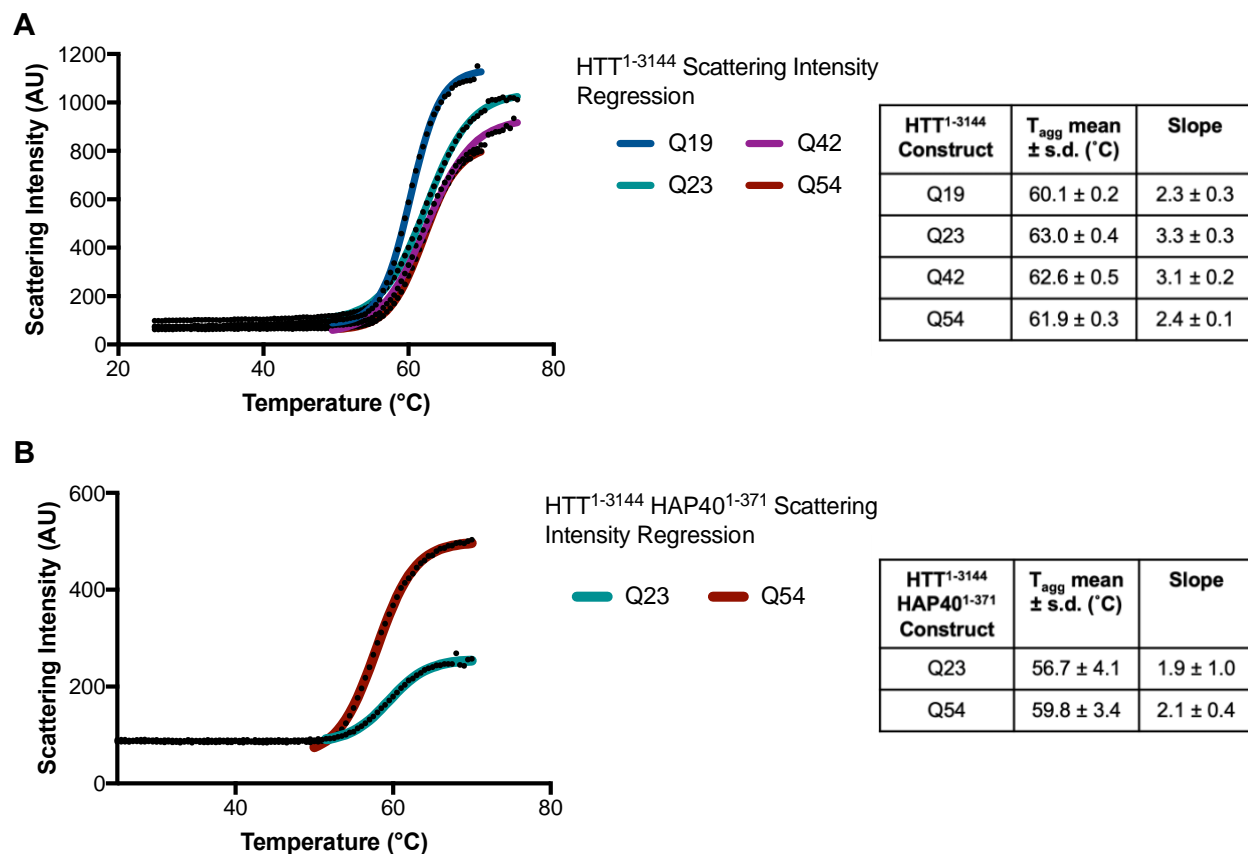 A
Scattering Intensity (AU)
1200
1000
800
600
400
200
0
20
40
60
80
Temperature (°C)
HTT1-3144 Scattering Intensity
Regression
Q19
Q42
Q23
Q54
HTT1-3144
Construct
Tagg mean
± s.d. (˚C)
Slope
Q19
60.1 ± 0.2
2.3 ± 0.3
Q23
63.0 ± 0.4
3.3 ± 0.3
Q42
62.6 ± 0.5
3.1 ± 0.2
Q54
61.9 ± 0.3
2.4 ± 0.1
B
Scattering Intensity (AU)
600
400
200
0
40
60
80
Temperature (°C)
HTT1-3144 HAP401-371 Scattering
Intensity Regression
Q23
Q54
HTT1-3144
HAP401-371
Construct
Tagg mean
± s.d. (˚C)
Slope
Q23
56.7 ± 4.1
1.9 ± 1.0
Q54
59.8 ± 3.4
2.1 ± 0.4